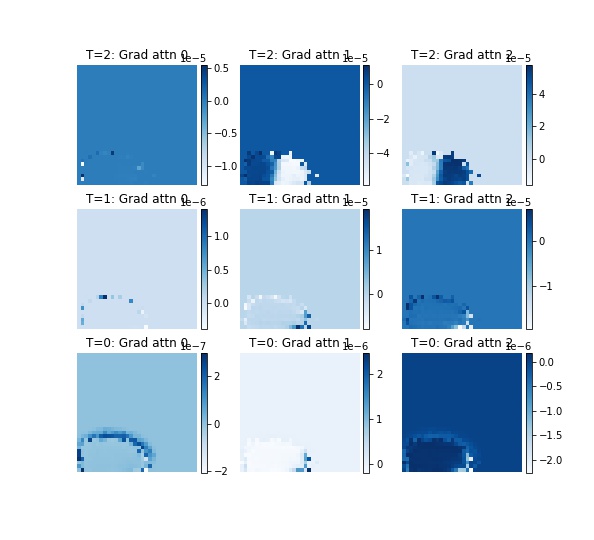 T=2: Grad attn 0
1e−5
0.5
0.0
−0.5
−1.0
T=2: Grad attn 1
1e−5
0
−2
−4
T=2: Grad attn 2
1e−5
4
2
0
T=1: Grad attn 0
1e−6
1.0
0.5
0.0
T=1: Grad attn 1
1e−5
1
0
T=1: Grad attn 2
1e−5
0
−1
T=0: Grad attn 0
1e−7
2
0
−2
T=0: Grad attn 1
1e−6
2
1
0
T=0: Grad attn 2
1e−6
0.0
−0.5
−1.0
−1.5
−2.0